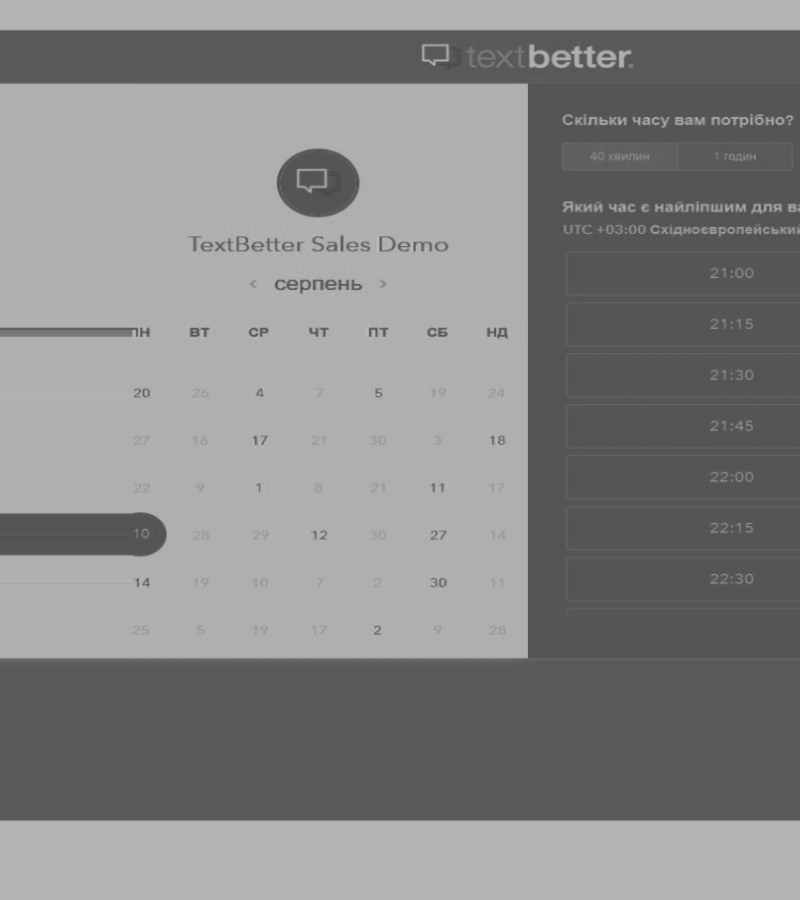 textbetter.
TextBetter Sales Demo
‹ серпень ›
ПН ВТ СР ЧТ ПТ СБ НД
20 26 4 7 5 19 24
27 16 17 21 30 3 18
22 9 1 8 21 11 17
10 28 29 12 30 27 14
14 19 10 7 2 30 11
25 5 19 17 2 9 28
Скільки часу вам потрібно?
40 хвилин 1 годин
Який час є найліпшим для
UTC +03:00 Східноєвропейський
21:00
21:15
21:30
21:45
22:00
22:15
22:30